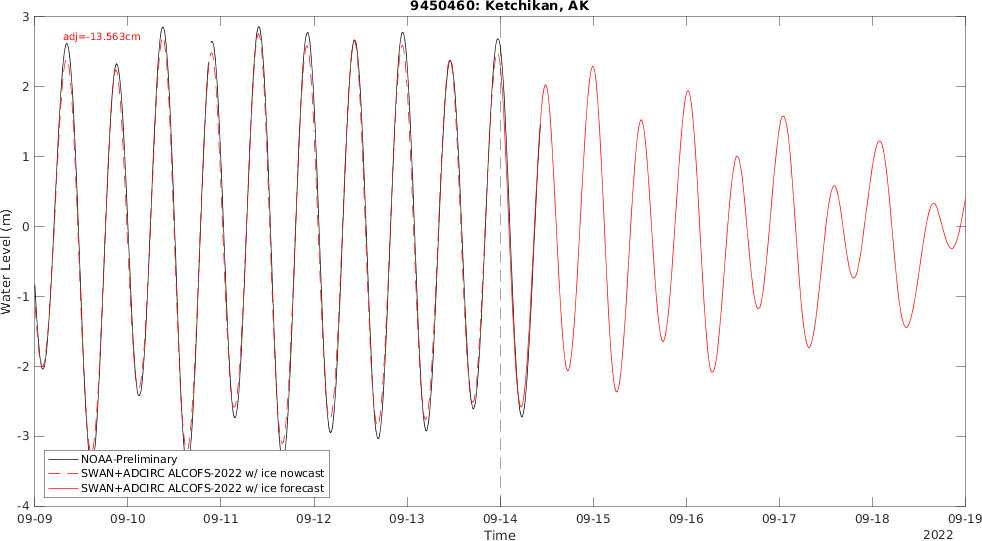 9450460: Ketchikan, AK
adj=-13.563cm
3
2
1
0
-1
-2
-3
-4
Water Level (m)
NOAA-Preliminary
SWAN+ADCIRC ALCOFS-2022 w/ ice nowcast
SWAN+ADCIRC ALCOFS-2022 w/ ice forecast
09-09 09-10 09-11 09-12 09-13 09-14 09-15 09-16 09-17 09-18 09-19
Time
2022